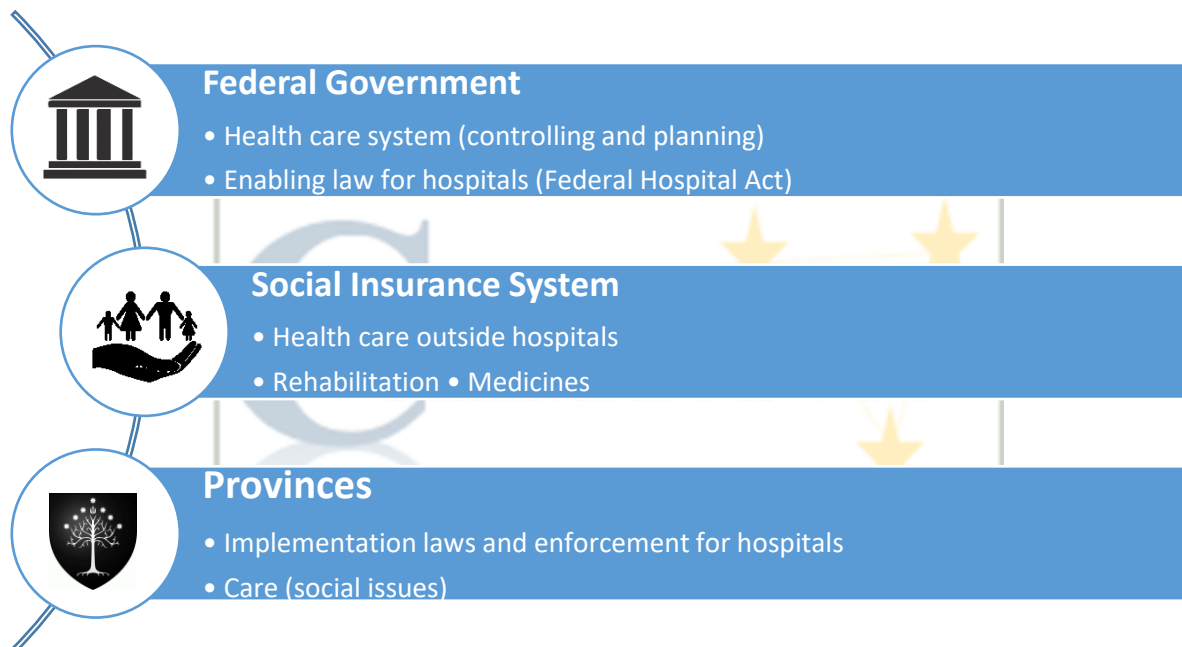 Federal Government
• Health care system (controlling and planning)
• Enabling law for hospitals (Federal Hospital Act)
Social Insurance System
• Health care outside hospitals
• Rehabilitation • Medicines
Provinces
• Implementation laws and enforcement for hospitals
• Care (social issues)